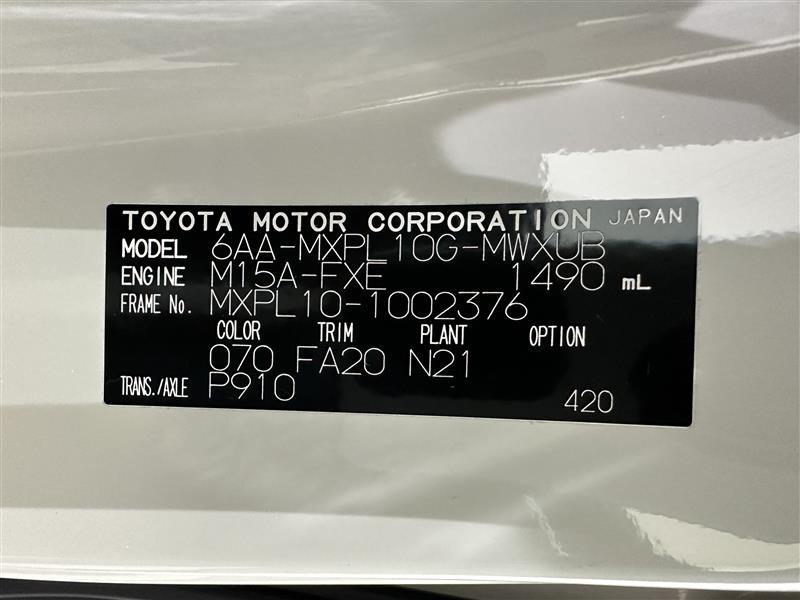 TOYOTA MOTOR CORPORATION JAPAN
MODEL 6AA-MXPL10G-MWXUB
ENGINE M15A-FXE 1490 mL
FRAME No. MXPL10-1002376
COLOR TRIM PLANT OPTION
070 FA20 N21
TRANS./AXLE P910
420